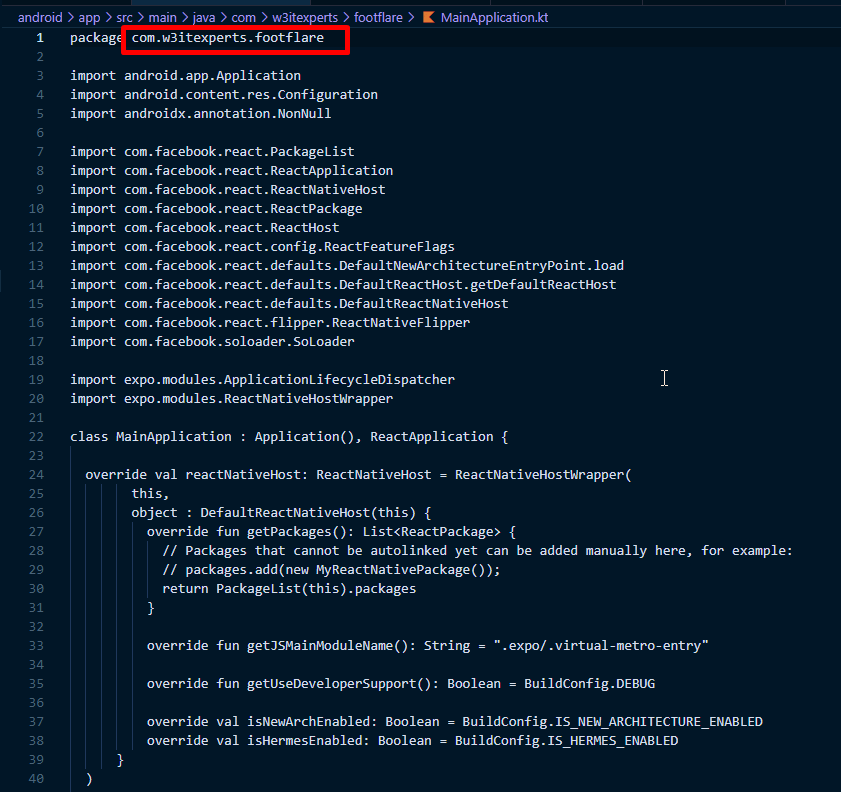 android > app > src > main > java > com > w3itexperts > footflare > MainApplication.kt
1 package com.w3itexperts.footflare
2
3 import android.app.Application
4 import android.content.res.Configuration
5 import androidx.annotation.NonNull
6
7 import com.facebook.react.PackageList
8 import com.facebook.react.ReactApplication
9 import com.facebook.react.ReactNativeHost
10 import com.facebook.react.ReactPackage
11 import com.facebook.react.ReactHost
12 import com.facebook.react.config.ReactFeatureFlags
13 import com.facebook.react.defaults.DefaultNewArchitectureEntryPoint.load
14 import com.facebook.react.defaults.DefaultReactHost.getDefaultReactHost
15 import com.facebook.react.defaults.DefaultReactNativeHost
16 import com.facebook.react.flipper.ReactNativeFlipper
17 import com.facebook.soloader.SoLoader
18
19 import expo.modules.ApplicationLifecycleDispatcher
20 import expo.modules.ReactNativeHostWrapper
21
22 class MainApplication : Application(), ReactApplication {
23
24   override val reactNativeHost: ReactNativeHost = ReactNativeHostWrapper(
25         this,
26         object : DefaultReactNativeHost(this) {
27           override fun getPackages(): List<ReactPackage> {
28             // Packages that cannot be autolinked yet can be added manually here, for example:
29             // packages.add(new MyReactNativePackage());
30             return PackageList(this).packages
31           }
32
33           override fun getJSMainModuleName(): String = ".expo/.virtual-metro-entry"
34
35           override fun getUseDeveloperSupport(): Boolean = BuildConfig.DEBUG
36
37           override val isNewArchEnabled: Boolean = BuildConfig.IS_NEW_ARCHITECTURE_ENABLED
38           override val isHermesEnabled: Boolean = BuildConfig.IS_HERMES_ENABLED
39       }
40   )